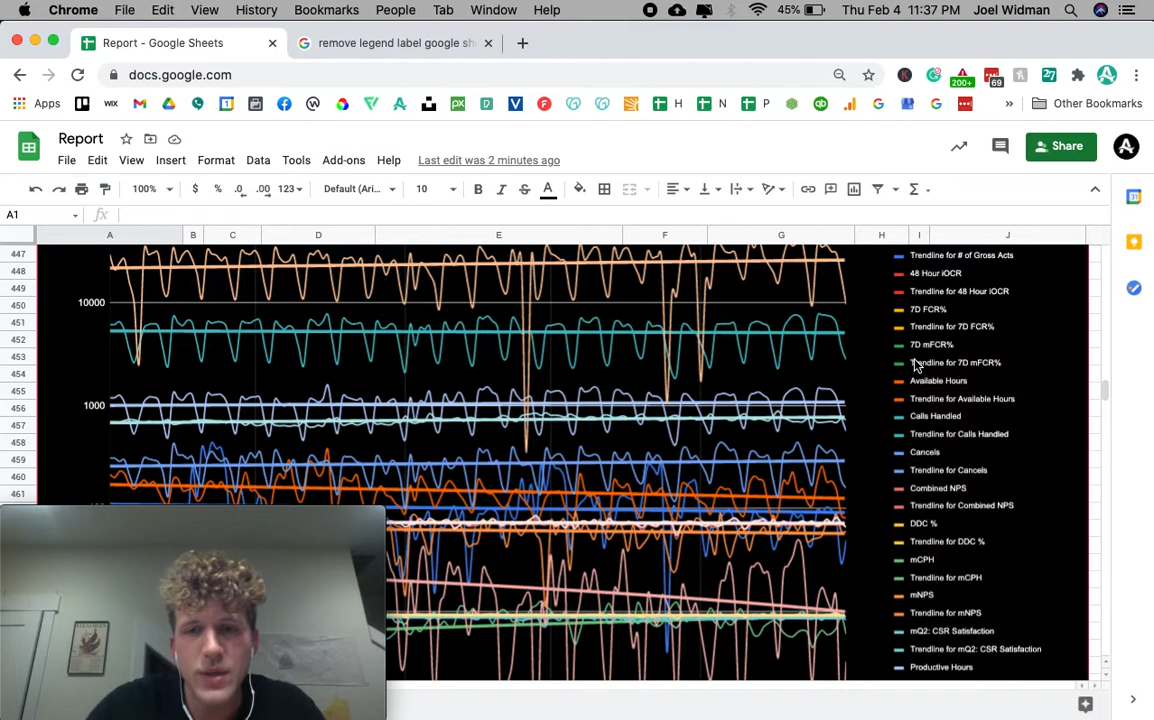 Chrome File Edit View History Bookmarks People Tab Window Help 45% Thu Feb 4 11:37 PM Joel Widman
Report - Google Sheets remove legend label google sh
docs.google.com 200+ 69 27
Apps WIX H N P Other Bookmarks
Report
File Edit View Insert Format Data Tools Add-ons Help Last edit was 2 minutes ago Share
100% $ % .0 .00 123 Default (Ari... 10 B I S A
A1 fx
A B C D E F G H I J
447 Trendline for # of Gross Acts
448 48 Hour iOCR
449 Trendline for 48 Hour iOCR
450 10000 7D FCR%
451 Trendline for 7D FCR%
452 7D mFCR%
453 Trendline for 7D mFCR%
454 Available Hours
455 1000 Trendline for Available Hours
456 Calls Handled
457 Trendline for Calls Handled
458 Cancels
459 Trendline for Cancels
460 Combined NPS
461 Trendline for Combined NPS
DDC %
Trendline for DDC %
mCPH
Trendline for mCPH
mNPS
Trendline for mNPS
mQ2: CSR Satisfaction
Trendline for mQ2: CSR Satisfaction
Productive Hours